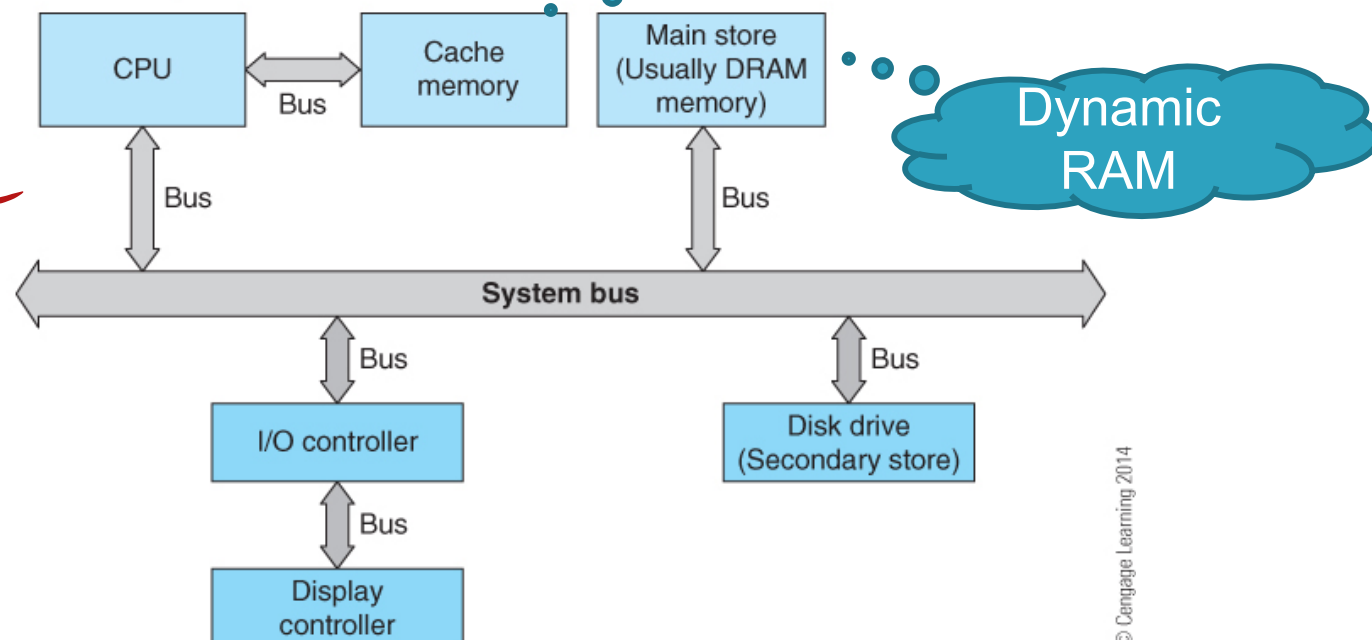 CPU
Bus
Cache
memory
Main store
(Usually DRAM
memory)
Dynamic
RAM
Bus
Bus
System bus
Bus
Bus
I/O controller
Disk drive
(Secondary store)
Bus
Display
controller
© Cengage Learning 2014